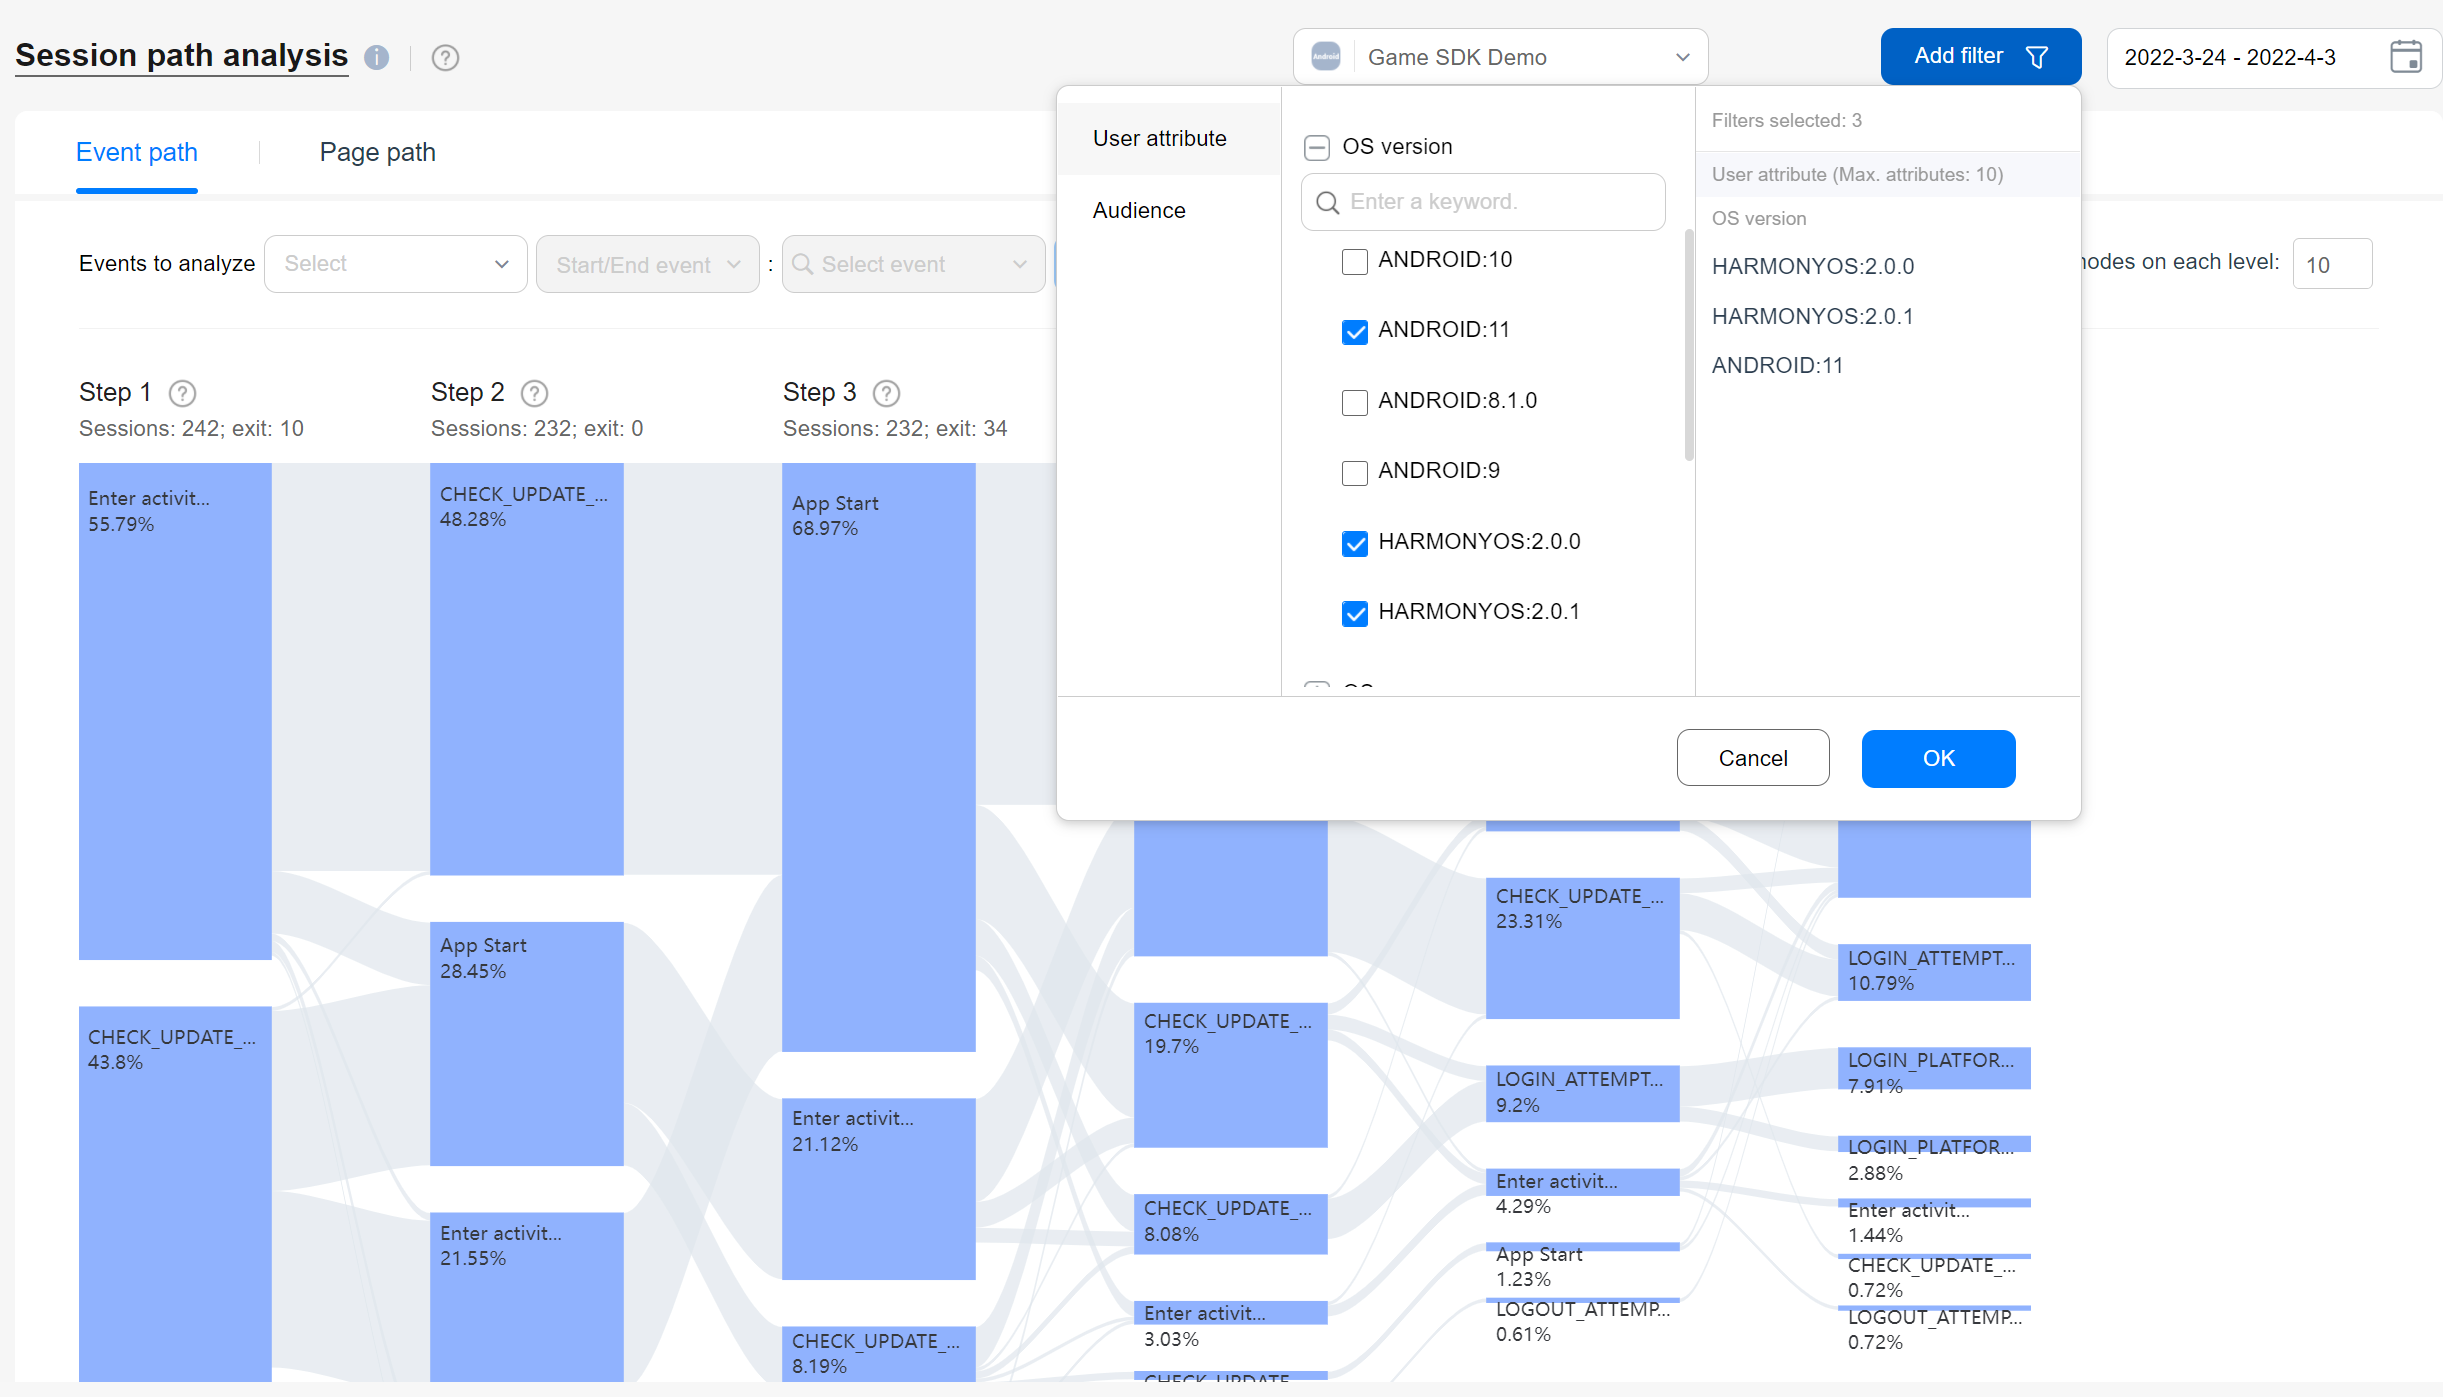 Session path analysis
Android
Game SDK Demo
Add filter
2022-3-24 - 2022-4-3
Event path
Page path
User attribute
Audience
OS version
Enter a keyword.
ANDROID:10
ANDROID:11
ANDROID:8.1.0
ANDROID:9
HARMONYOS:2.0.0
HARMONYOS:2.0.1
Filters selected: 3
User attribute (Max. attributes: 10)
OS version
HARMONYOS:2.0.0
HARMONYOS:2.0.1
ANDROID:11
Cancel
OK
Events to analyze
Select
Start/End event
:
Select event
nodes on each level:
10
Step 1
Sessions: 242; exit: 10
Step 2
Sessions: 232; exit: 0
Step 3
Sessions: 232; exit: 34
Enter activit...
55.79%
CHECK_UPDATE_...
43.8%
CHECK_UPDATE_...
48.28%
App Start
28.45%
Enter activit...
21.55%
App Start
68.97%
Enter activit...
21.12%
CHECK_UPDATE_...
8.19%
CHECK_UPDATE_...
19.7%
CHECK_UPDATE_...
8.08%
Enter activit...
3.03%
CHECK_UPDATE_
CHECK_UPDATE_...
23.31%
LOGIN_ATTEMPT...
9.2%
Enter activit...
4.29%
App Start
1.23%
LOGOUT_ATTEMP...
0.61%
LOGIN_ATTEMPT...
10.79%
LOGIN_PLATFOR...
7.91%
LOGIN_PLATFOR...
2.88%
Enter activit...
1.44%
CHECK_UPDATE_...
0.72%
LOGOUT_ATTEMP...
0.72%